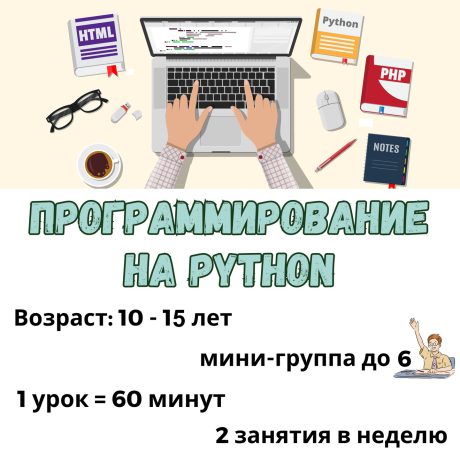 HTML
Python
PHP
NOTES
ПРОГРАММИРОВАНИЕ
НА PYTHON
Возраст: 10 - 15 лет
мини-группа до 6
1 урок = 60 минут
2 занятия в неделю